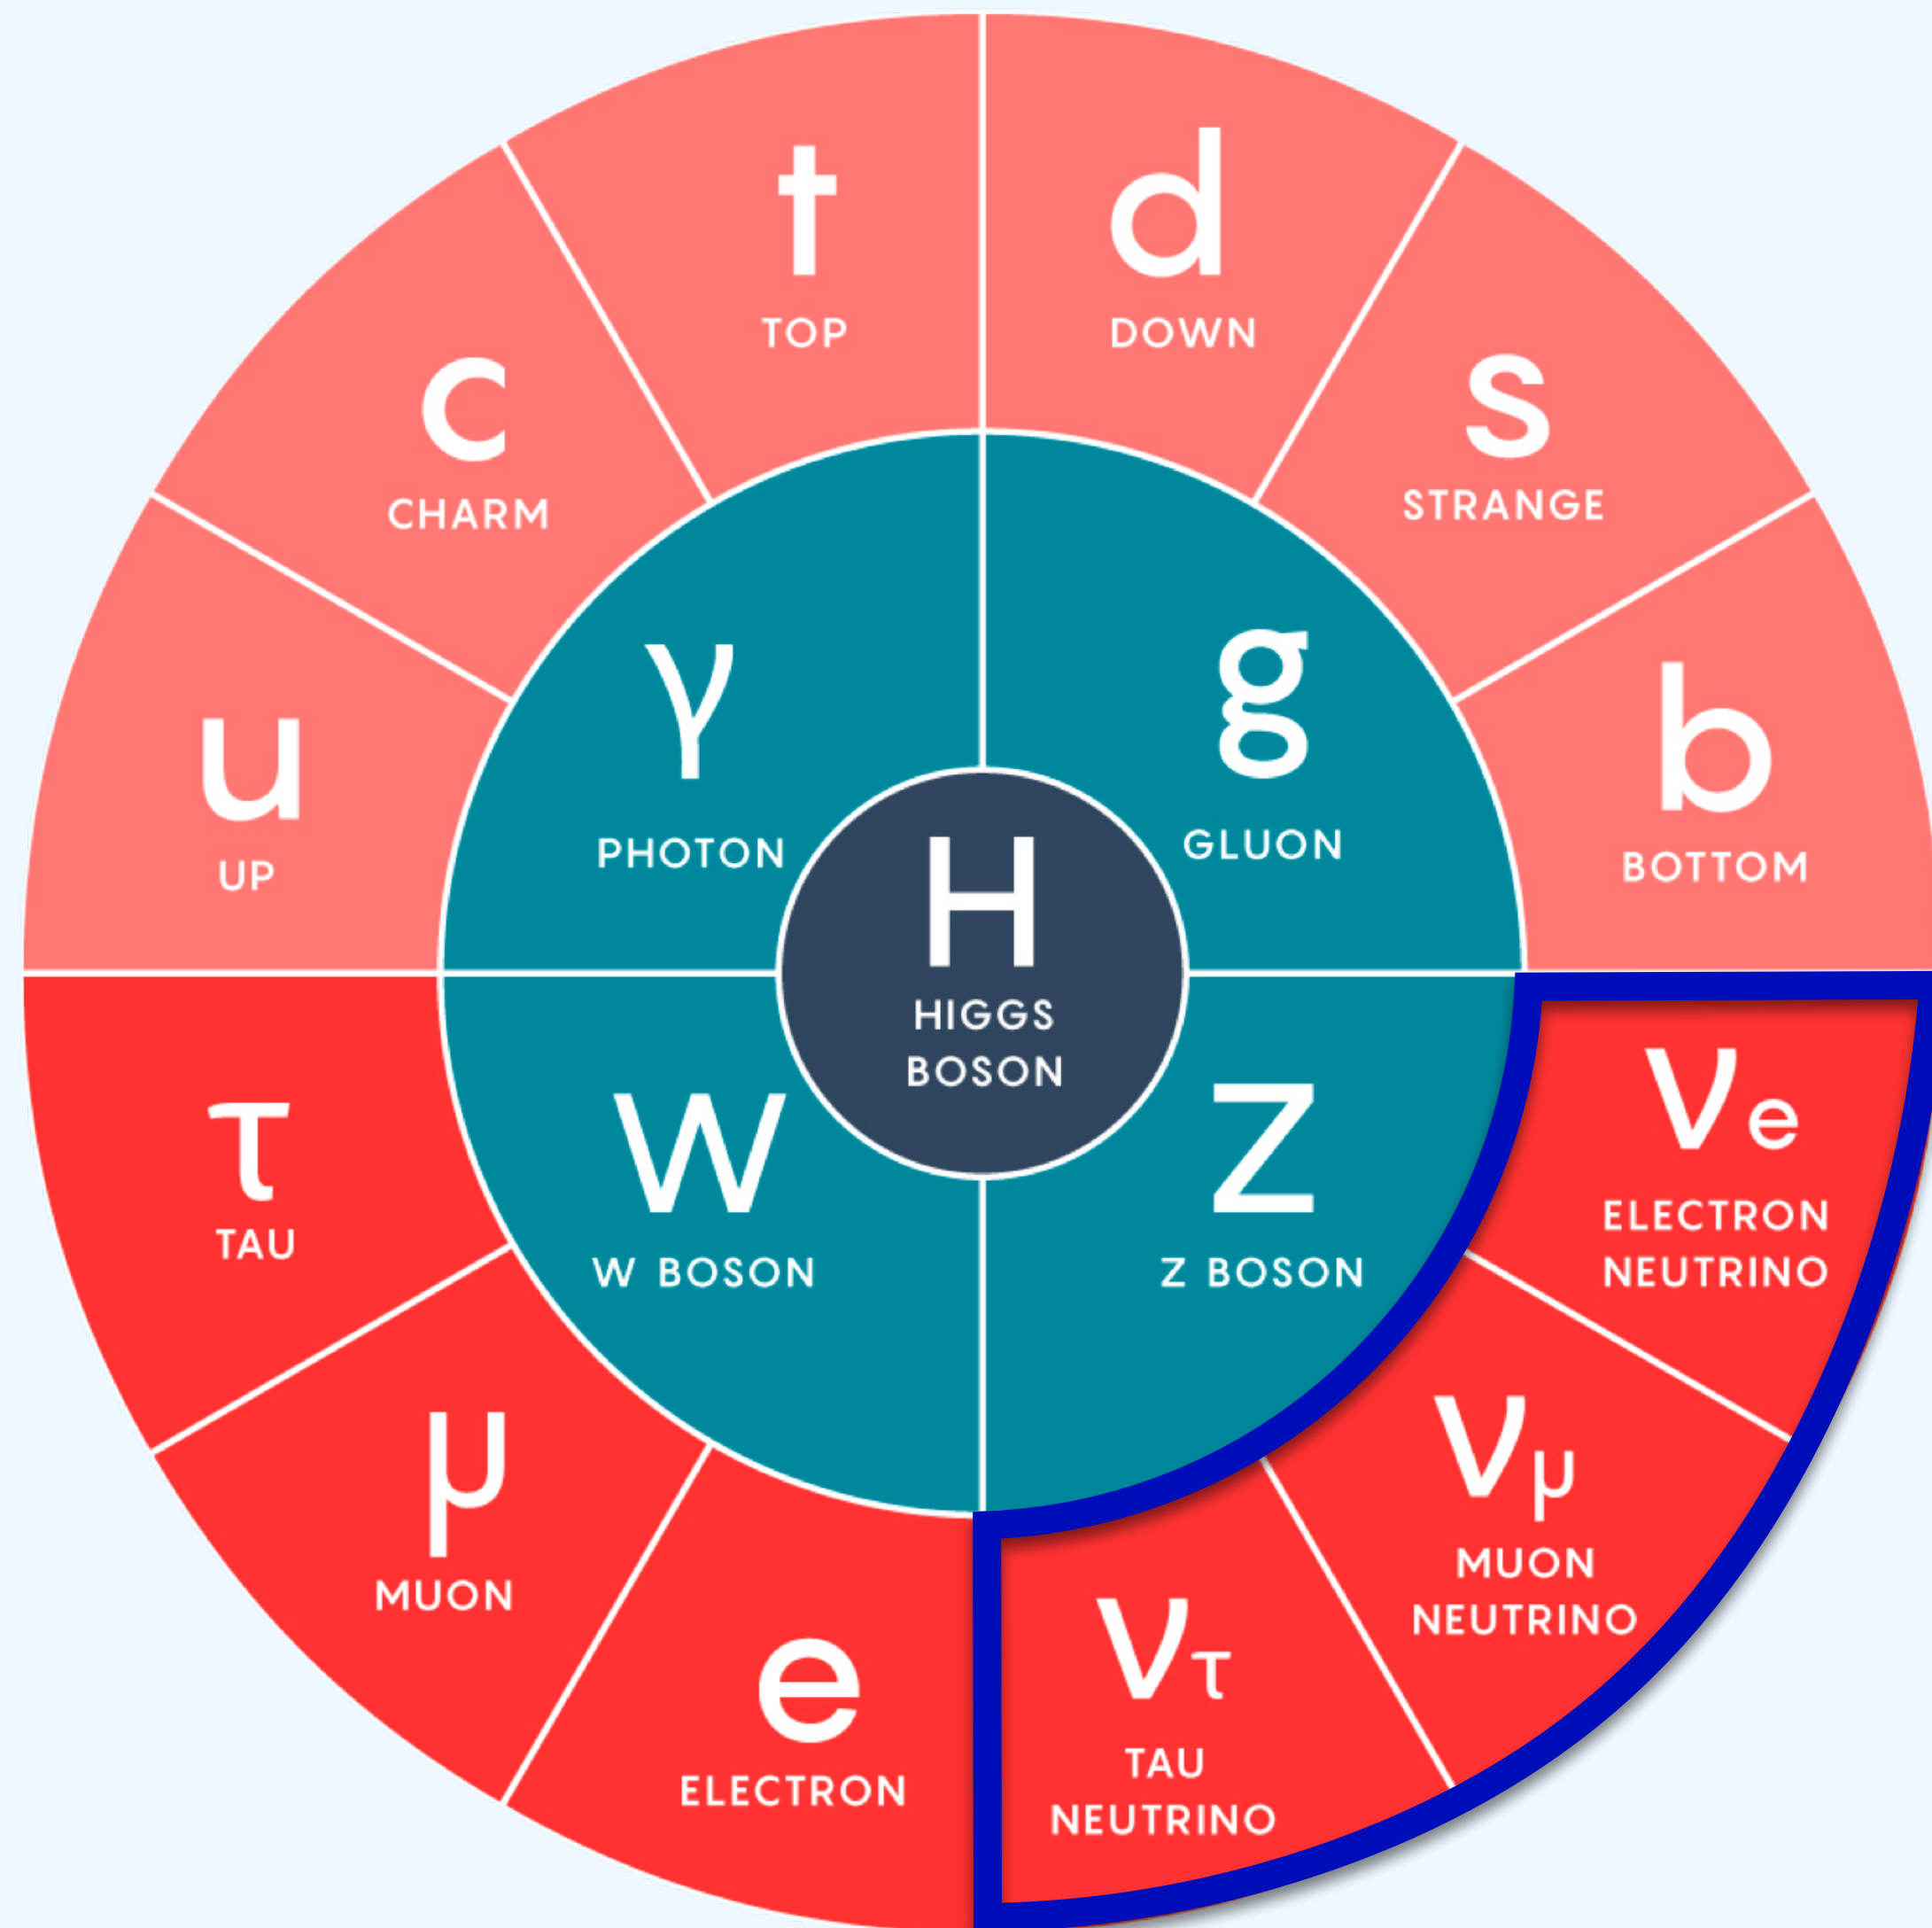 t
TOP
d
DOWN
c
CHARM
s
STRANGE
u
UP
b
BOTTOM
γ
PHOTON
g
GLUON
H
HIGGS
BOSON
W
W BOSON
Z
Z BOSON
τ
TAU
νe
ELECTRON
NEUTRINO
μ
MUON
νμ
MUON
NEUTRINO
e
ELECTRON
ντ
TAU
NEUTRINO